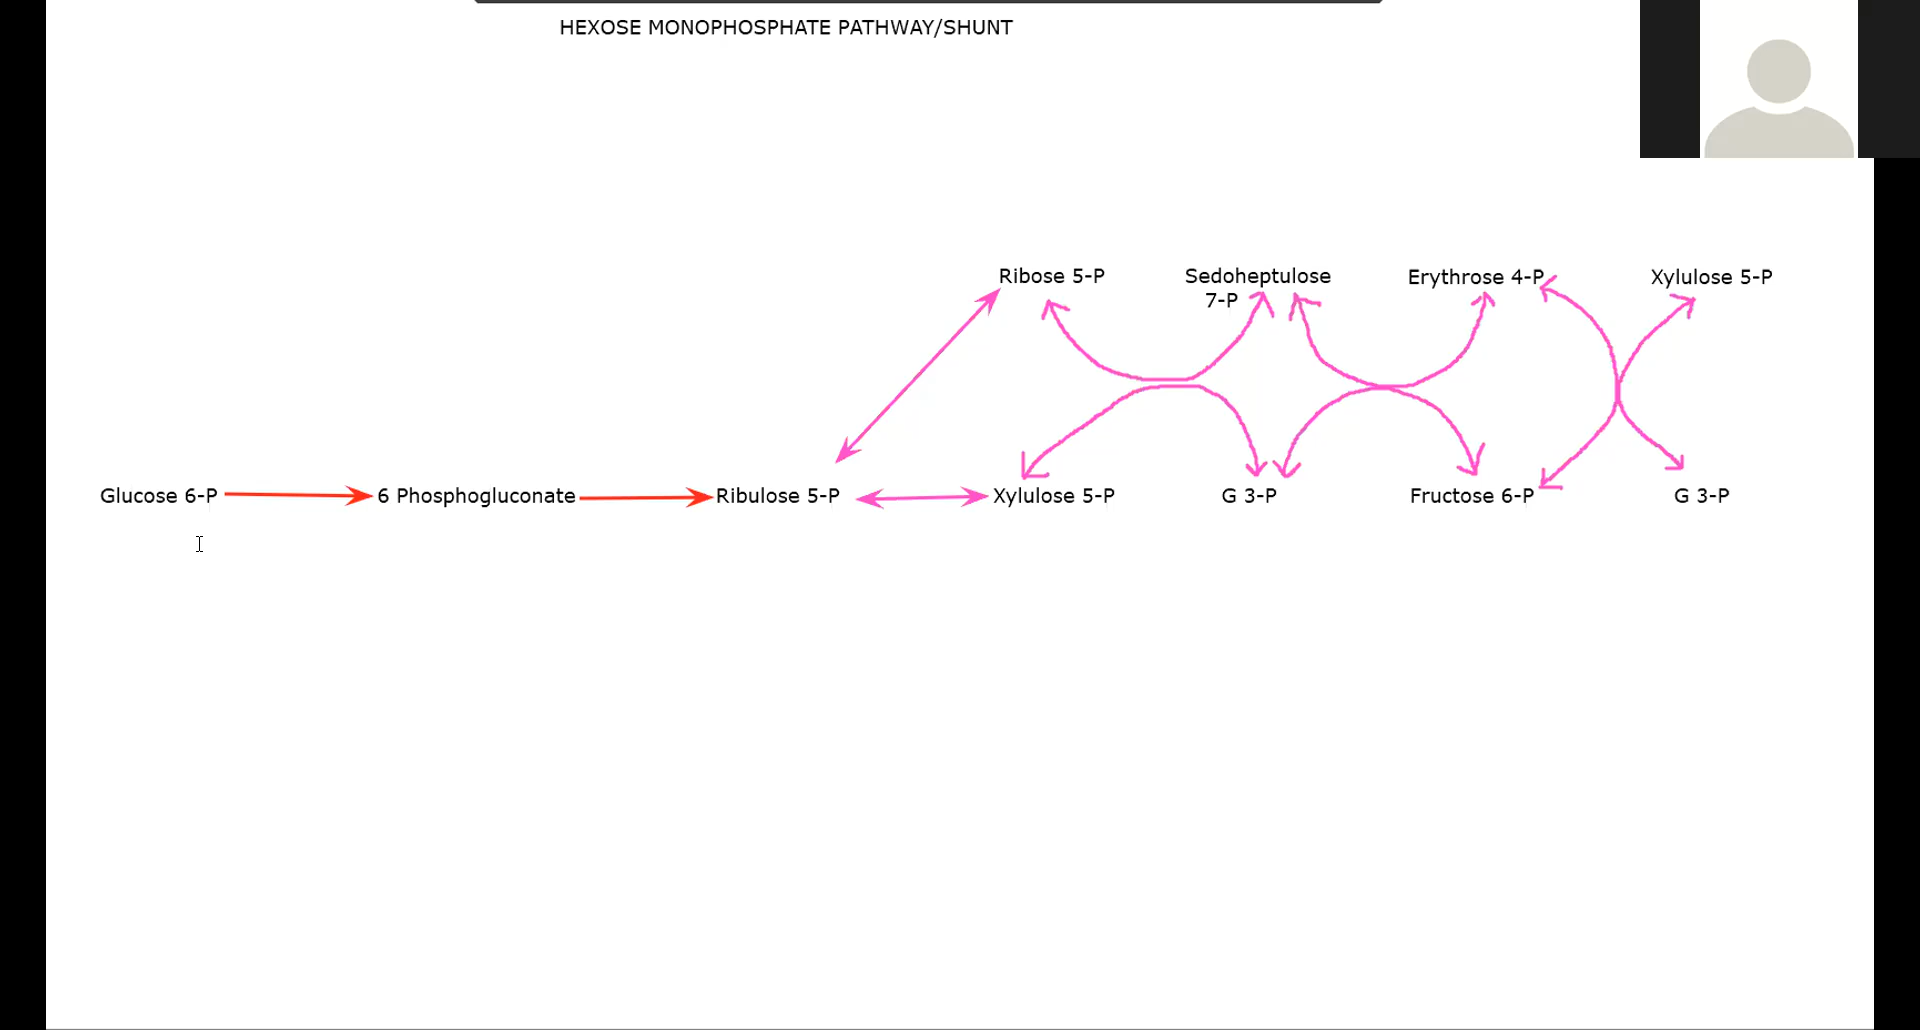 HEXOSE MONOPHOSPHATE PATHWAY/SHUNT
Ribose 5-P
Sedoheptulose
7-P
Erythrose 4-P
Xylulose 5-P
Glucose 6-P
6 Phosphogluconate
Ribulose 5-P
Xylulose 5-P
G 3-P
Fructose 6-P
G 3-P